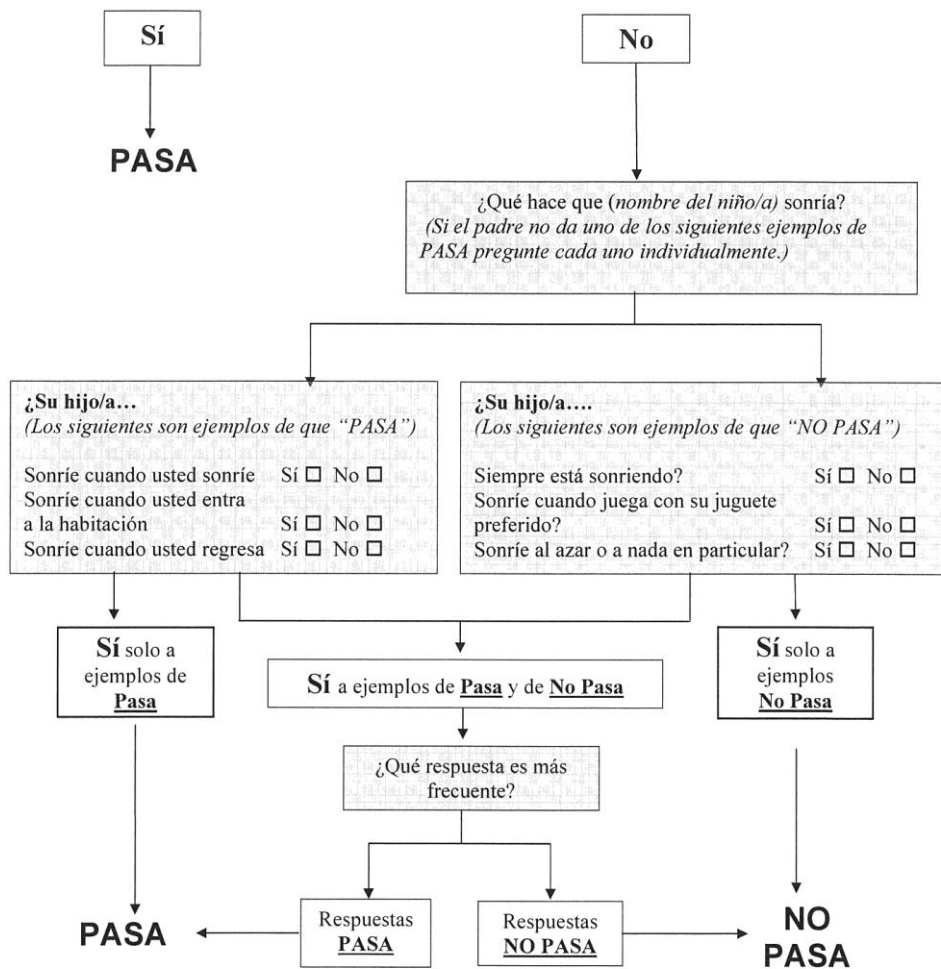 Sí
No
PASA
¿Qué hace que (nombre del niño/a) sonría?
(Si el padre no da uno de los siguientes ejemplos de
PASA pregunte cada uno individualmente.)
¿Su hijo/a…
(Los siguientes son ejemplos de que “PASA”)
Sonríe cuando usted sonríe Sí ☐ No ☐
Sonríe cuando usted entra
a la habitación Sí ☐ No ☐
Sonríe cuando usted regresa Sí ☐ No ☐
¿Su hijo/a….
(Los siguientes son ejemplos de que “NO PASA”)
Siempre está sonriendo? Sí ☐ No ☐
Sonríe cuando juega con su juguete
preferido? Sí ☐ No ☐
Sonríe al azar o a nada en particular? Sí ☐ No ☐
Sí solo a
ejemplos de
Pasa
Sí a ejemplos de Pasa y de No Pasa
Sí solo a
ejemplos
No Pasa
¿Qué respuesta es más
frecuente?
Respuestas
PASA
Respuestas
NO PASA
PASA
NO
PASA